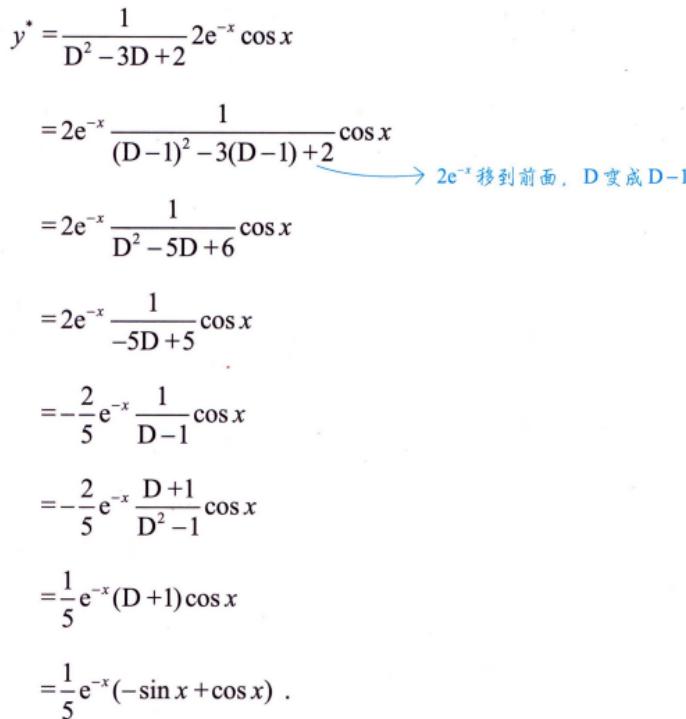 y* = 1/(D² −3D+2) 2e⁻ˣ cos x
=2e⁻ˣ 1/((D−1)² −3(D−1)+2) cos x
2e⁻ˣ 移到前面，D 变成 D−1
=2e⁻ˣ 1/(D² −5D+6) cos x
=2e⁻ˣ 1/(−5D+5) cos x
=−2/5 e⁻ˣ 1/(D−1) cos x
=−2/5 e⁻ˣ (D+1)/(D² −1) cos x
=1/5 e⁻ˣ (D+1) cos x
=1/5 e⁻ˣ (−sin x+cos x) .